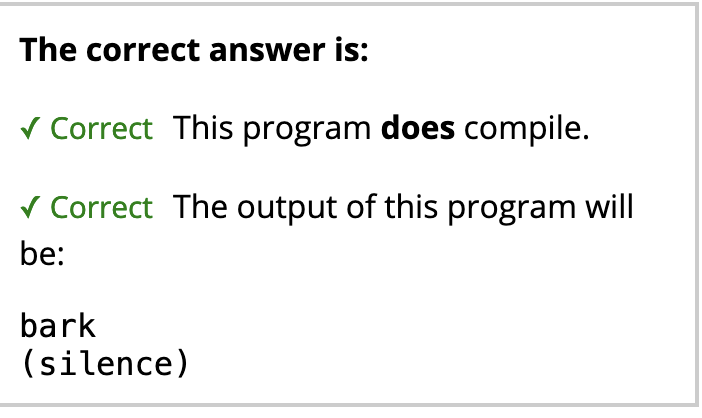 The correct answer is:
✓ Correct This program does compile.
✓ Correct The output of this program will
be:
bark
(silence)